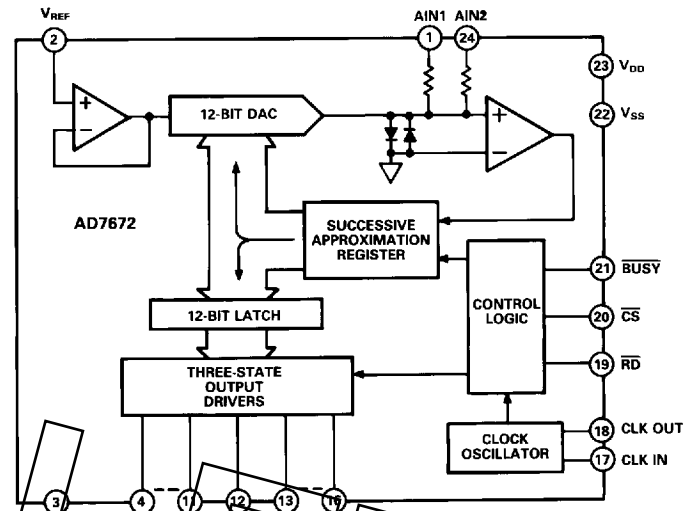 VREF
AIN1 AIN2
2
1
24
23 VDD
+
−
12-BIT DAC
+
−
22 VSS
AD7672
SUCCESSIVE
APPROXIMATION
REGISTER
CONTROL
LOGIC
21 BUSY
20 CS
19 RD
12-BIT LATCH
THREE-STATE
OUTPUT
DRIVERS
CLOCK
OSCILLATOR
18 CLK OUT
17 CLK IN
3
4
11
12
13
16